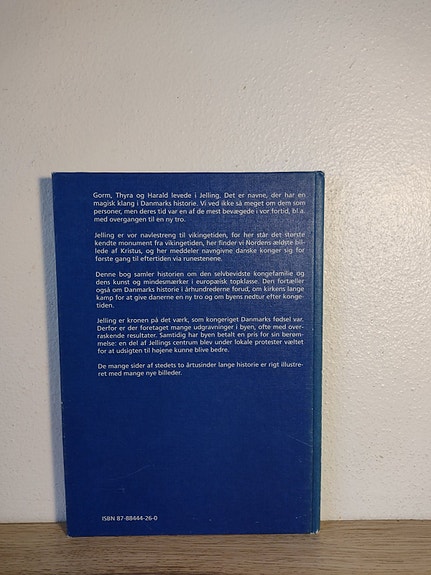 Gorm, Thyra og Harald levede i Jelling. Det er navne, der har en
magisk klang i Danmarks historie. Vi ved ikke så meget om dem som
personer, men deres tid var en af de mest bevægede i vor fortid, bl.a.
med overgangen til en ny tro.
Jelling er vor navlestreng til vikingetiden, for her står det største
kendte monument fra vikingetiden, her finder vi Nordens ældste bil-
lede af Kristus, og her meddeler navngivne danske konger sig for
første gang til eftertiden via runestenene.
Denne bog samler historien om den selvbevidste kongefamilie og
dens kunst og mindesmærker i europæisk topklasse. Den fortæller
også om Danmarks historie i århundrederne forud, om kirkens lange
kamp for at give danerne en ny tro og om byens nedtur efter konge-
tiden.
Jelling er kronen på det værk, som kongeriget Danmarks fødsel var.
Derfor er der foretaget mange udgravninger i byen, ofte med over-
raskende resultater. Samtidig har byen betalt en pris for sin berøm-
melse: en del af Jellings centrum blev under lokale protester væltet
for at udsigten til højene kunne blive bedre.
De mange sider af stedets to årtusinder lange historie er rigt illustre-
ret med mange nye billeder.
ISBN 87-88444-26-0